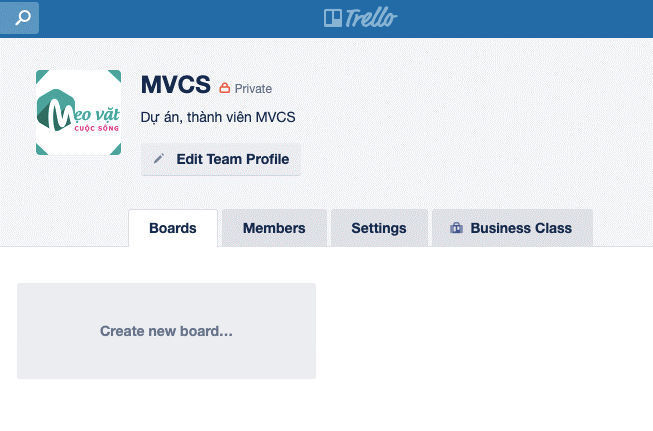 Trello
Mẹo vặt
CUỘC SỐNG
MVCS Private
Dự án, thành viên MVCS
Edit Team Profile
Boards Members Settings Business Class
Create new board…